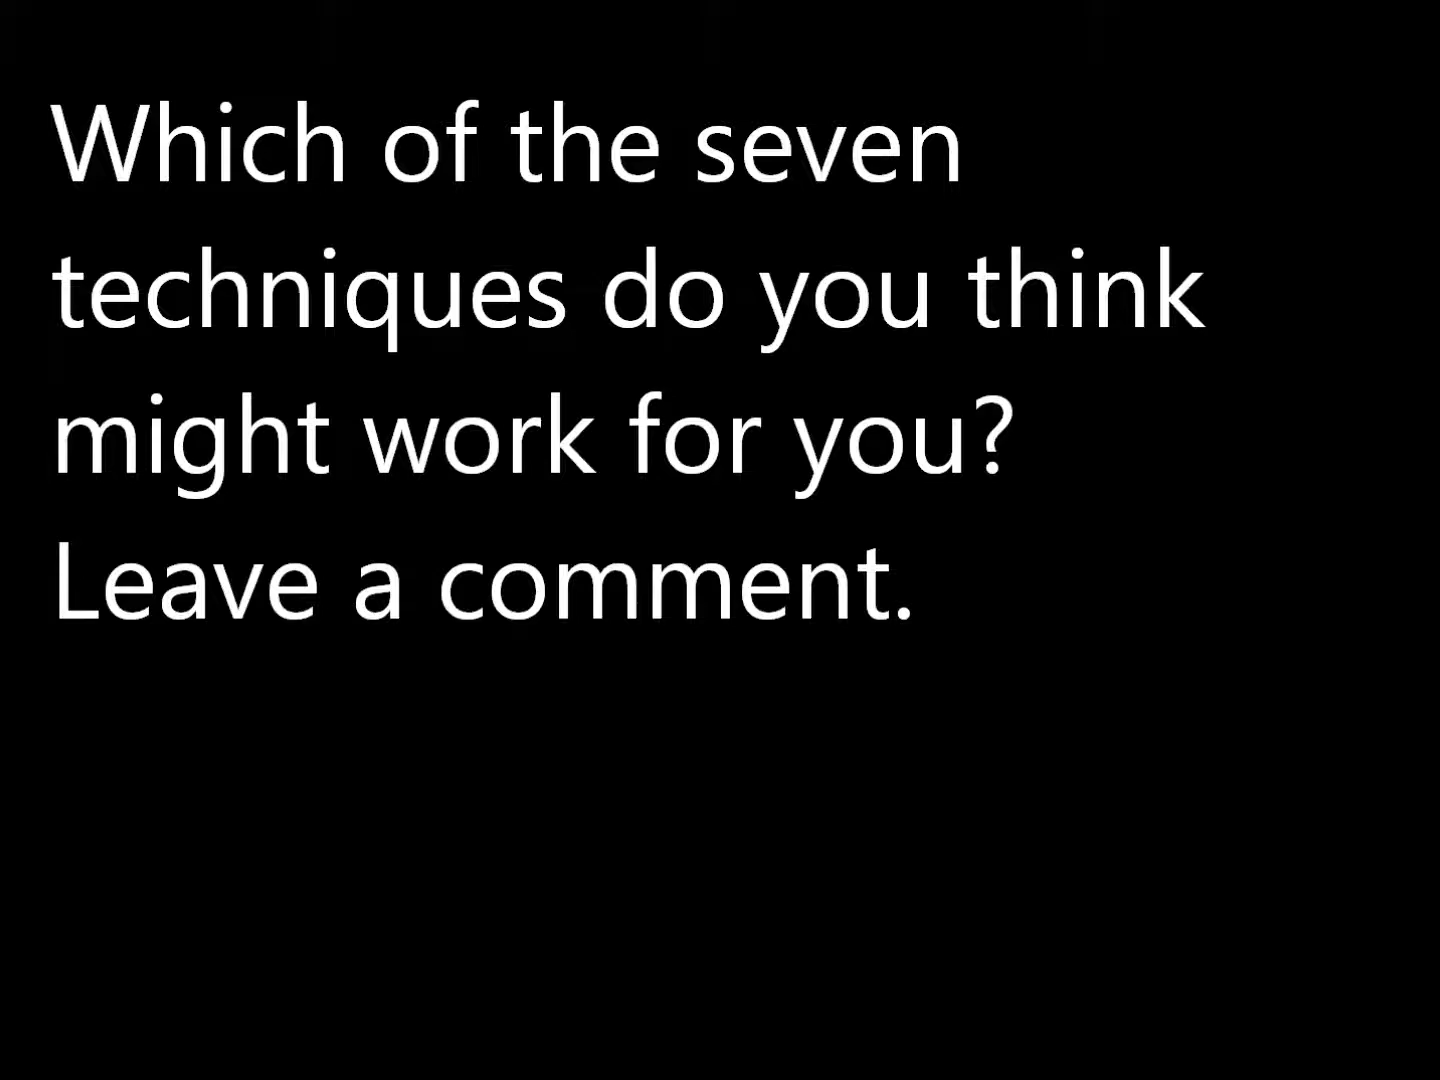 Which of the seven
techniques do you think
might work for you?
Leave a comment.